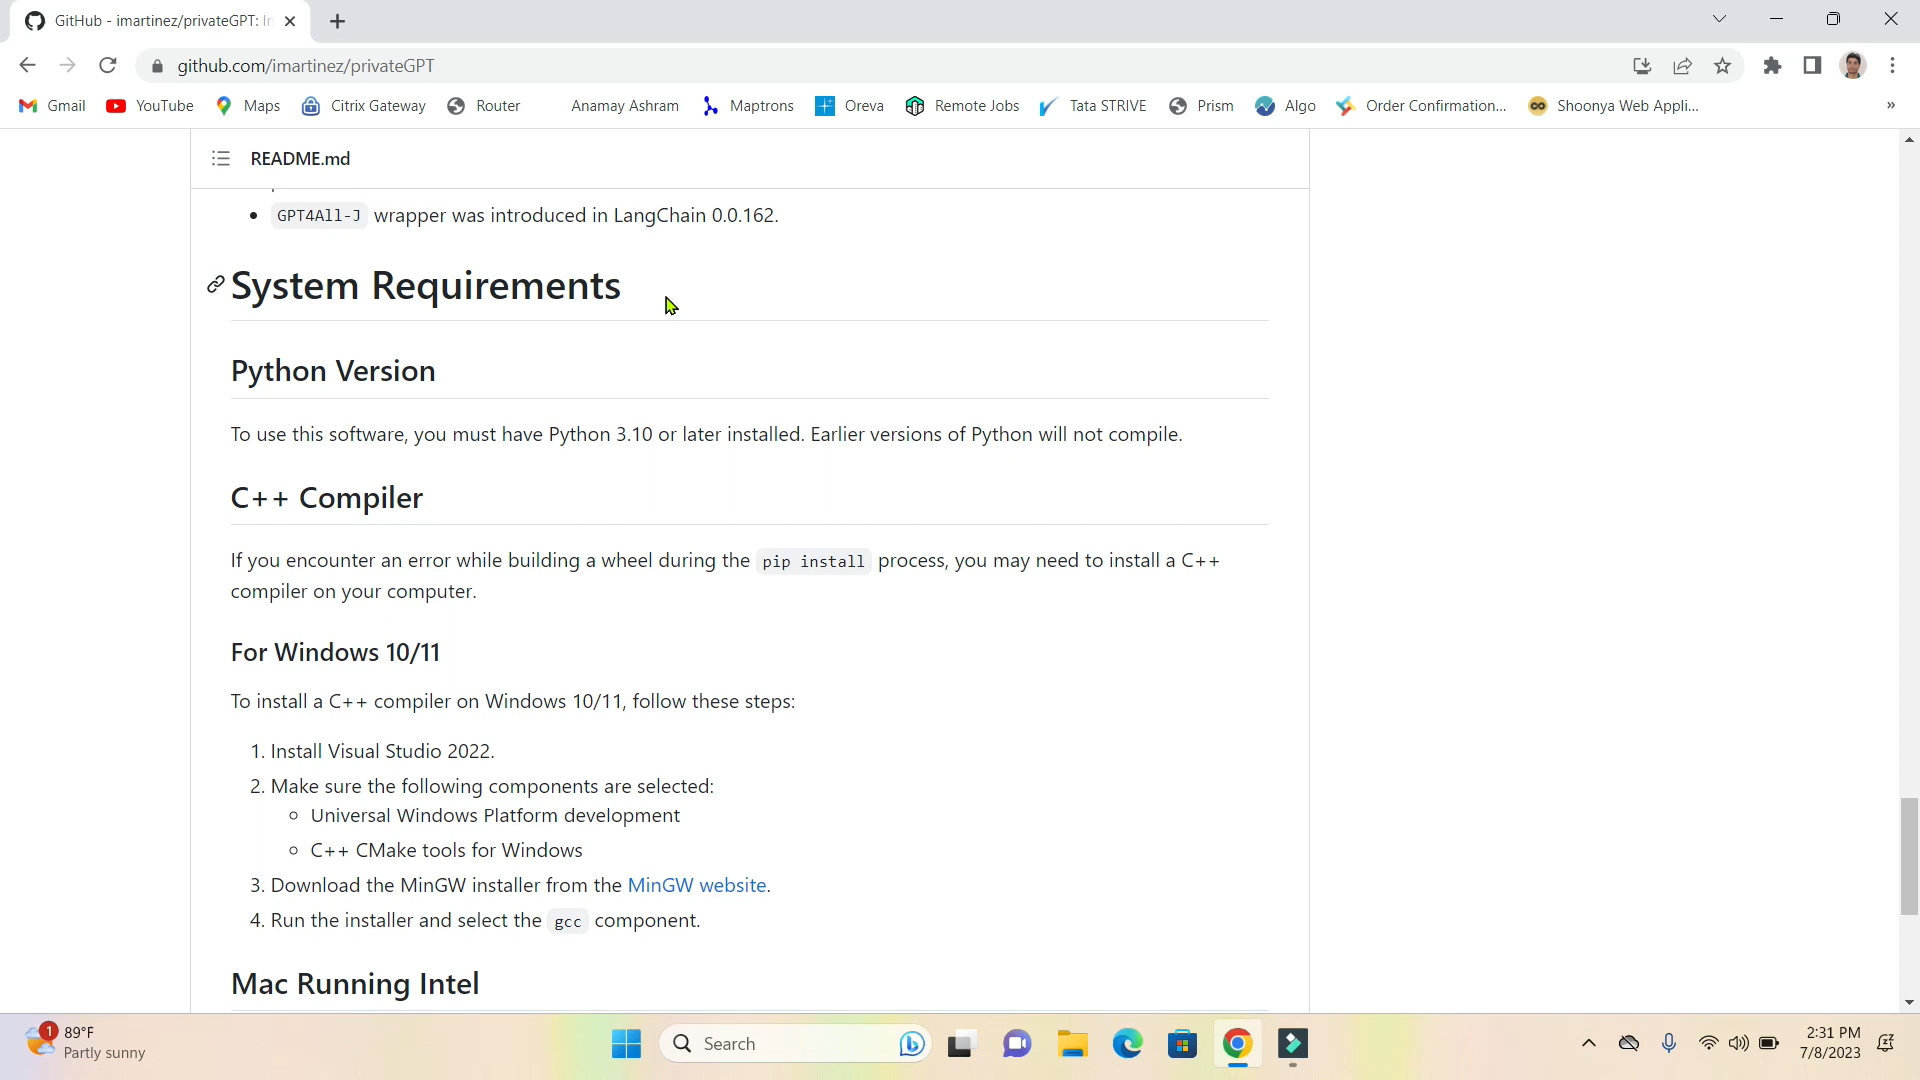 GitHub - imartinez/privateGPT: In
github.com/imartinez/privateGPT
Gmail YouTube Maps Citrix Gateway Router Anamay Ashram Maptrons Oreva Remote Jobs Tata STRIVE Prism Algo Order Confirmation... Shoonya Web Appli... »
README.md
• GPT4All-J wrapper was introduced in LangChain 0.0.162.
System Requirements
Python Version
To use this software, you must have Python 3.10 or later installed. Earlier versions of Python will not compile.
C++ Compiler
If you encounter an error while building a wheel during the pip install process, you may need to install a C++
compiler on your computer.
For Windows 10/11
To install a C++ compiler on Windows 10/11, follow these steps:
1. Install Visual Studio 2022.
2. Make sure the following components are selected:
Universal Windows Platform development
C++ CMake tools for Windows
3. Download the MinGW installer from the MinGW website.
4. Run the installer and select the gcc component.
Mac Running Intel
1 89°F
Partly sunny
Search
2:31 PM
7/8/2023